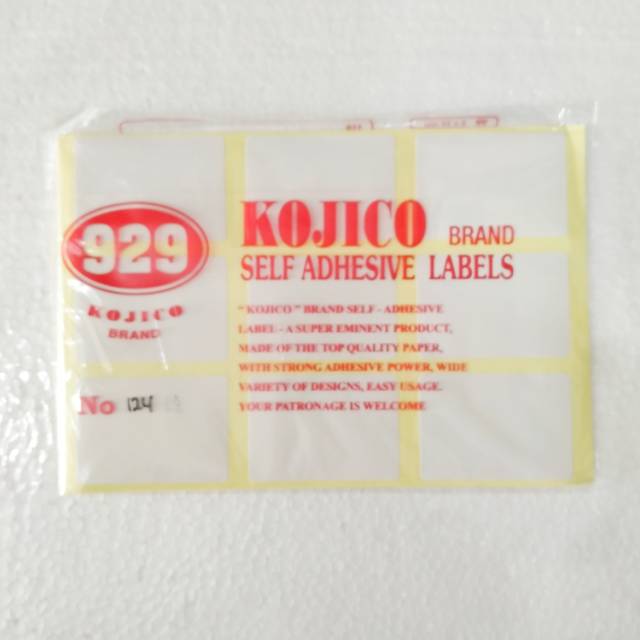 929
KOJICO
BRAND
No 124
KOJICO BRAND
SELF ADHESIVE LABELS
" KOJICO " BRAND SELF - ADHESIVE
LABEL - A SUPER EMINENT PRODUCT,
MADE OF THE TOP QUALITY PAPER,
WITH STRONG ADHESIVE POWER, WIDE
VARIETY OF DESIGNS, EASY USAGE.
YOUR PATRONAGE IS WELCOME